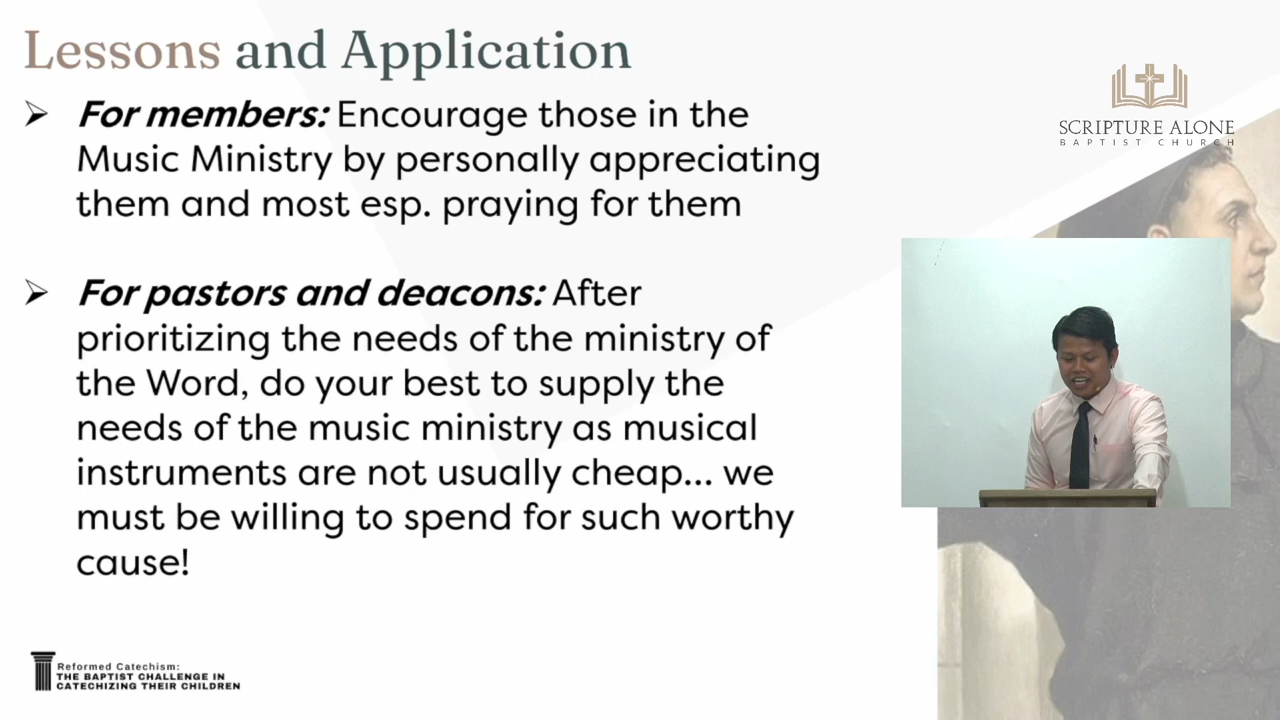 Lessons and Application
➢ For members: Encourage those in the
Music Ministry by personally appreciating
them and most esp. praying for them
➢ For pastors and deacons: After
prioritizing the needs of the ministry of
the Word, do your best to supply the
needs of the music ministry as musical
instruments are not usually cheap... we
must be willing to spend for such worthy
cause!
SCRIPTURE ALONE
BAPTIST CHURCH
Reformed Catechism:
THE BAPTIST CHALLENGE IN
CATECHIZING THEIR CHILDREN